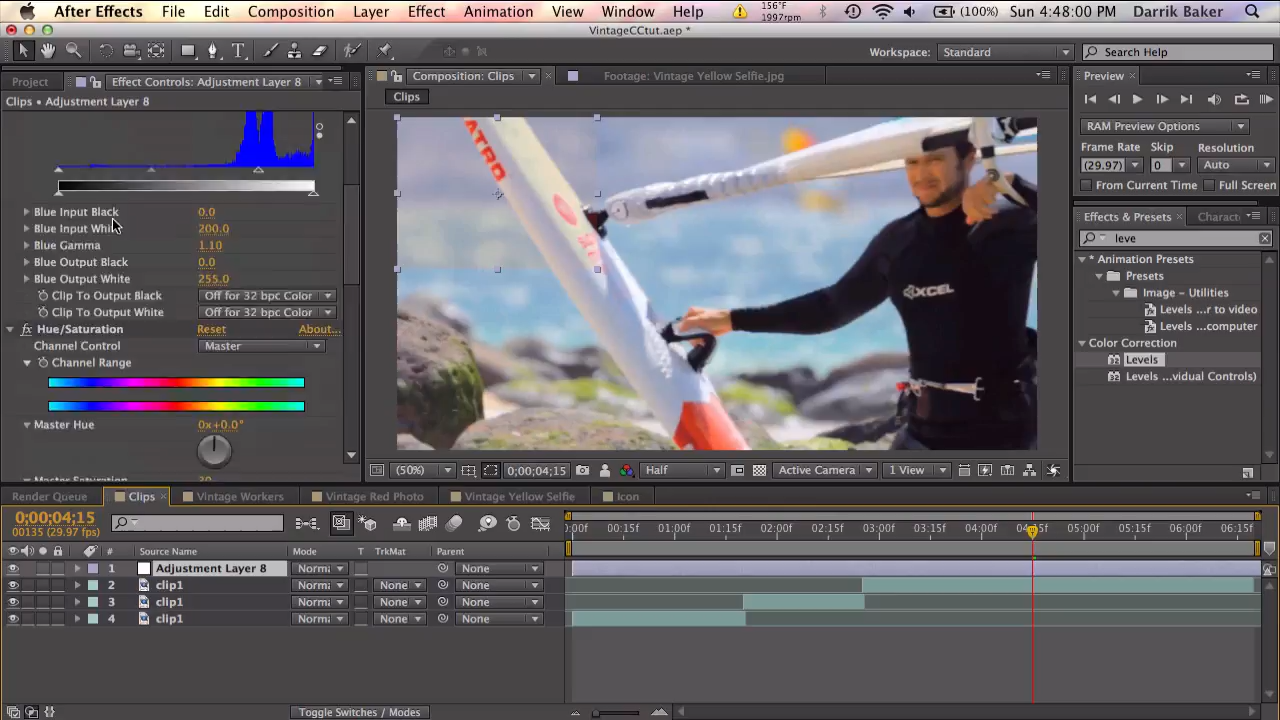 After Effects File Edit Composition Layer Effect Animation View Window Help 156°F 1997rpm (100%) Sun 4:48:00 PM Darrik Baker
VintageCCtut.aep *
Workspace: Standard Search Help
Project Effect Controls: Adjustment Layer 8 Composition: Clips Footage: Vintage Yellow Selfie.jpg Preview
Clips • Adjustment Layer 8 Clips
RAM Preview Options
Frame Rate Skip Resolution
(29.97) 0 Auto
From Current Time Full Screen
Effects & Presets Charact
leve
* Animation Presets
Presets
Image – Utilities
Levels ...r to video
Levels ...computer
Color Correction
Levels
Levels ...vidual Controls)
Blue Input Black 0.0
Blue Input Whit 200.0
Blue Gamma 1.10
Blue Output Black 0.0
Blue Output White 255.0
Clip To Output Black Off for 32 bpc Color
Clip To Output White Off for 32 bpc Color
Hue/Saturation Reset About...
Channel Control Master
Channel Range
Master Hue 0x+0.0°
ATRO
XCEL
(50%) 0;00;04;15 Half Active Camera 1 View
Render Queue Clips Vintage Workers Vintage Red Photo Vintage Yellow Selfie Icon
0;00;04;15
00135 (29.97 fps)
:00f 00:15f 01:00f 01:15f 02:00f 02:15f 03:00f 03:15f 04:00f 04:15f 05:00f 05:15f 06:00f 06:15f
# Source Name Mode T TrkMat Parent
1 Adjustment Layer 8 Norma None
2 clip1 Norma None None
3 clip1 Norma None None
4 clip1 Norma None None
Toggle Switches / Modes